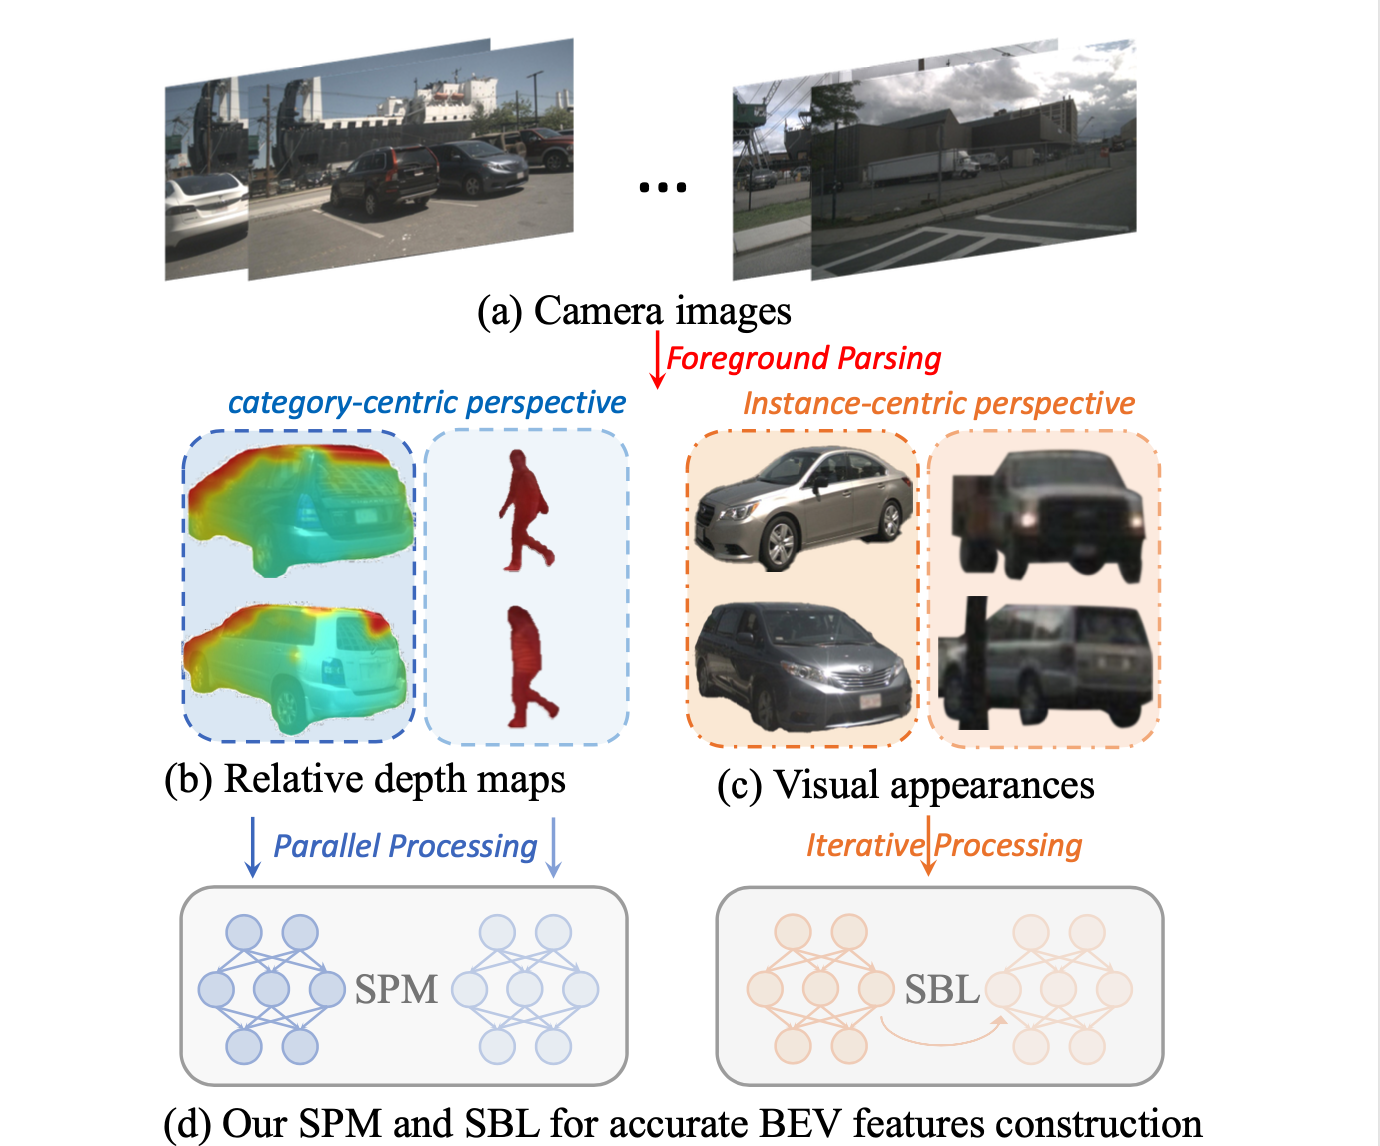 ...
(a) Camera images
Foreground Parsing
category-centric perspective
Instance-centric perspective
(b) Relative depth maps
(c) Visual appearances
Parallel Processing
Iterative Processing
SPM
SBL
(d) Our SPM and SBL for accurate BEV features construction